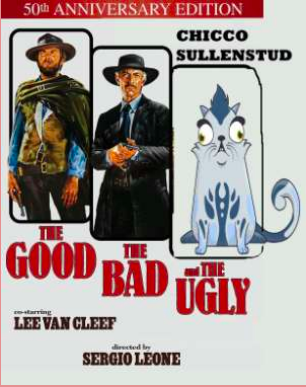 50th ANNIVERSARY EDITION
CHICCO
SULLENSTUD
THE
GOOD
THE
BAD
and THE
UGLY
co-starring
LEE VAN CLEEF
directed by
SERGIO LEONE